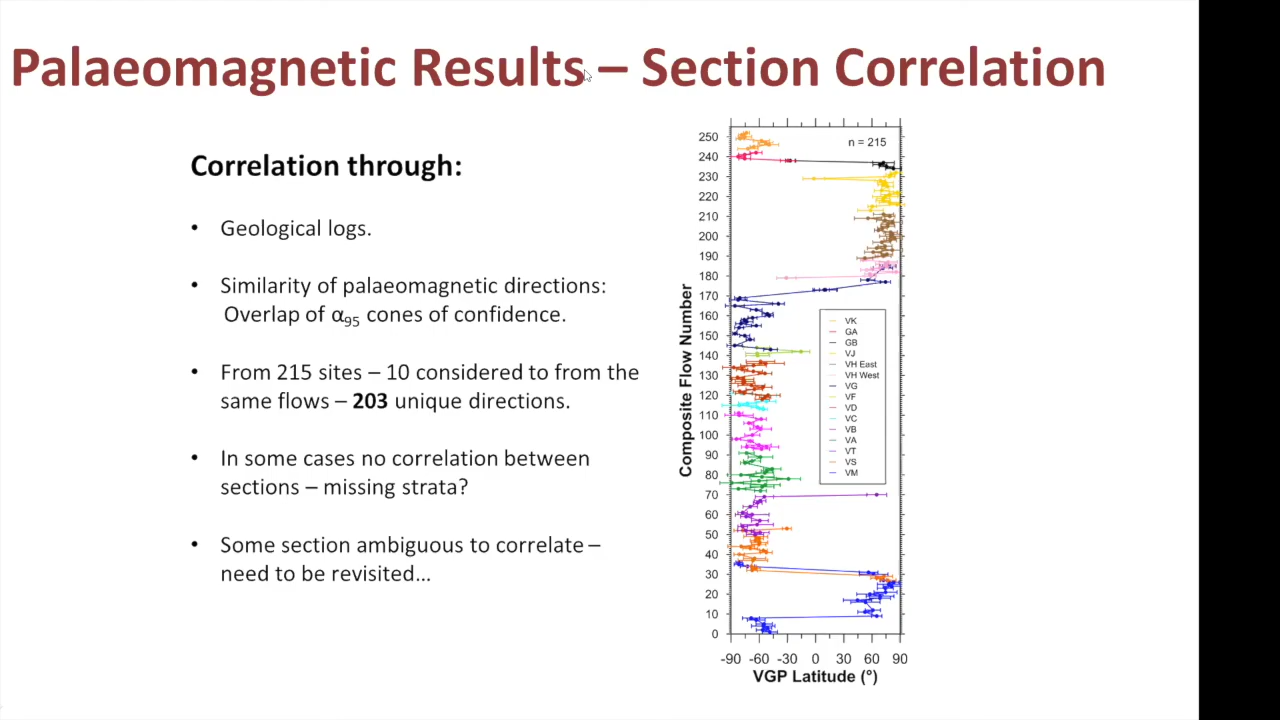 Palaeomagnetic Results – Section Correlation
Correlation through:
• Geological logs.
• Similarity of palaeomagnetic directions:
Overlap of α95 cones of confidence.
• From 215 sites – 10 considered to from the
same flows – 203 unique directions.
• In some cases no correlation between
sections – missing strata?
• Some section ambiguous to correlate –
need to be revisited...
n = 215
Composite Flow Number
250
240
230
220
210
200
190
180
170
160
150
140
130
120
110
100
90
80
70
60
50
40
30
20
10
0
VK
GA
GB
VJ
VH East
VH West
VG
VF
VD
VC
VB
VA
VT
VS
VM
-90 -60 -30 0 30 60 90
VGP Latitude (°)